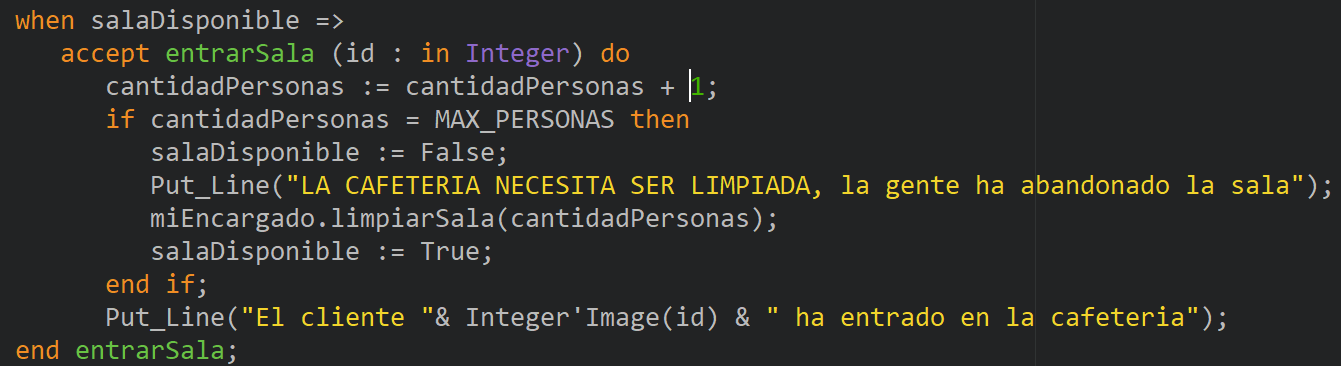 when salaDisponible =>
   accept entrarSala (id : in Integer) do
      cantidadPersonas := cantidadPersonas + 1;
      if cantidadPersonas = MAX_PERSONAS then
         salaDisponible := False;
         Put_Line("LA CAFETERIA NECESITA SER LIMPIADA, la gente ha abandonado la sala");
         miEncargado.limpiarSala(cantidadPersonas);
         salaDisponible := True;
      end if;
      Put_Line("El cliente "& Integer'Image(id) & " ha entrado en la cafeteria");
end entrarSala;